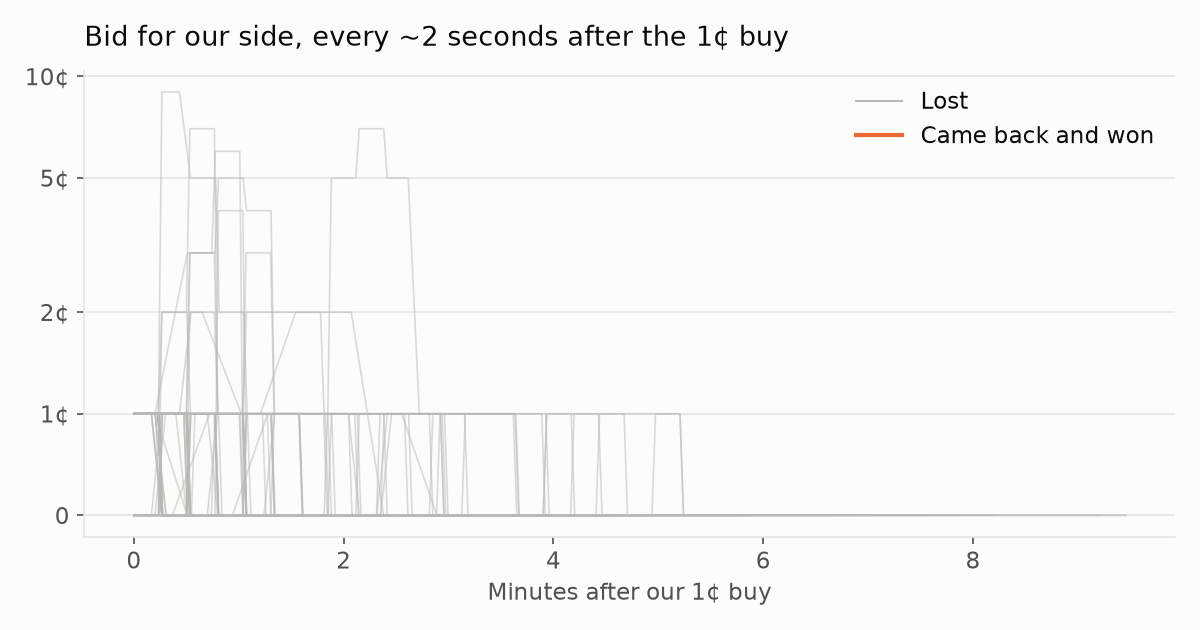 Bid for our side, every ~2 seconds after the 1¢ buy
10¢
5¢
2¢
1¢
0
Lost
Came back and won
0 2 4 6 8
Minutes after our 1¢ buy